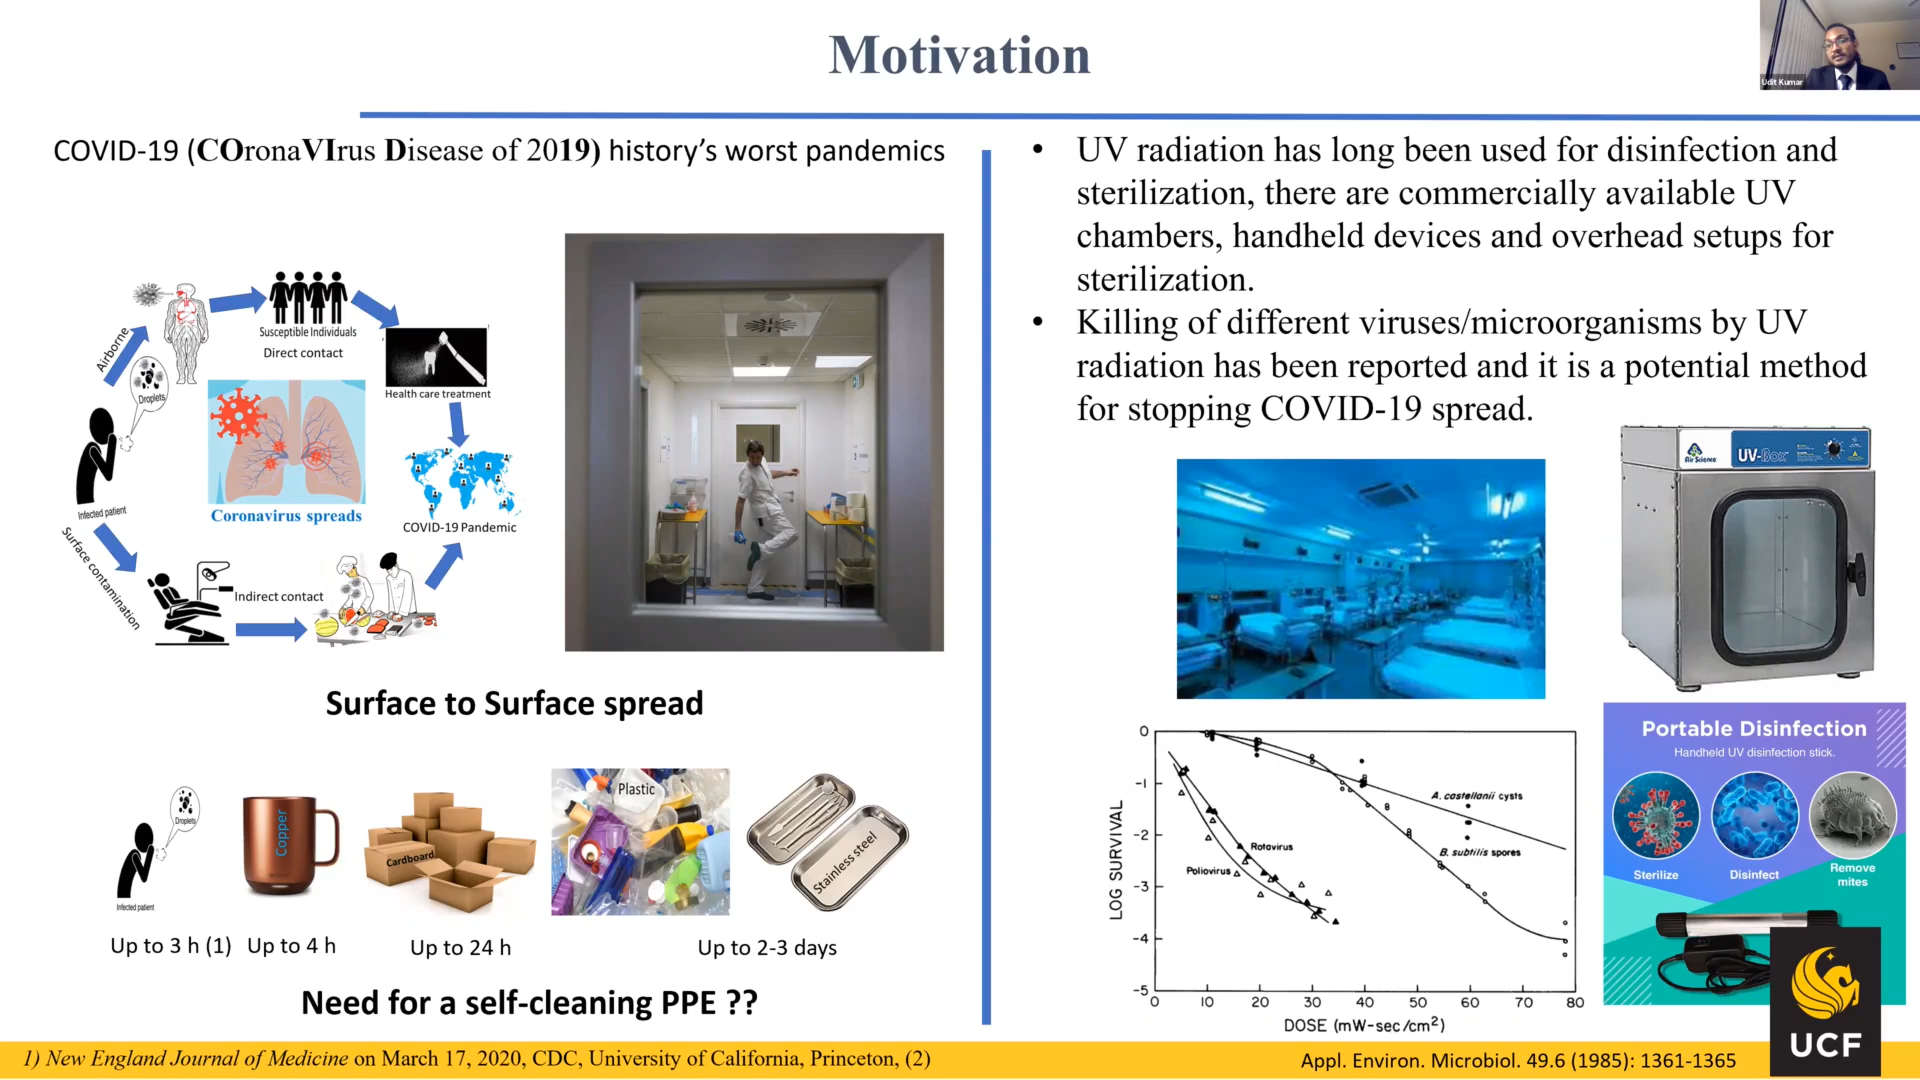 Motivation
Udit Kumar
COVID-19 (COronaVIrus Disease of 2019) history's worst pandemics
Airborne
Droplets
Susceptible Individuals
Direct contact
Health care treatment
Infected patient
Coronavirus spreads
COVID-19 Pandemic
Surface contamination
Indirect contact
Surface to Surface spread
Droplets
Infected patient
Copper
Cardboard
Plastic
Stainless steel
Up to 3 h (1)
Up to 4 h
Up to 24 h
Up to 2-3 days
Need for a self-cleaning PPE ??
• UV radiation has long been used for disinfection and
sterilization, there are commercially available UV
chambers, handheld devices and overhead setups for
sterilization.
• Killing of different viruses/microorganisms by UV
radiation has been reported and it is a potential method
for stopping COVID-19 spread.
Air Science
UV-Box
0
-1
-2
-3
-4
-5
LOG SURVIVAL
A. castellanii cysts
Rotavirus
B. subtilis spores
Poliovirus
0 10 20 30 40 50 60 70 80
DOSE (mW-sec/cm²)
Portable Disinfection
Handheld UV disinfection stick.
Sterilize
Disinfect
Remove
mites
UCF
1) New England Journal of Medicine on March 17, 2020, CDC, University of California, Princeton, (2)
Appl. Environ. Microbiol. 49.6 (1985): 1361-1365